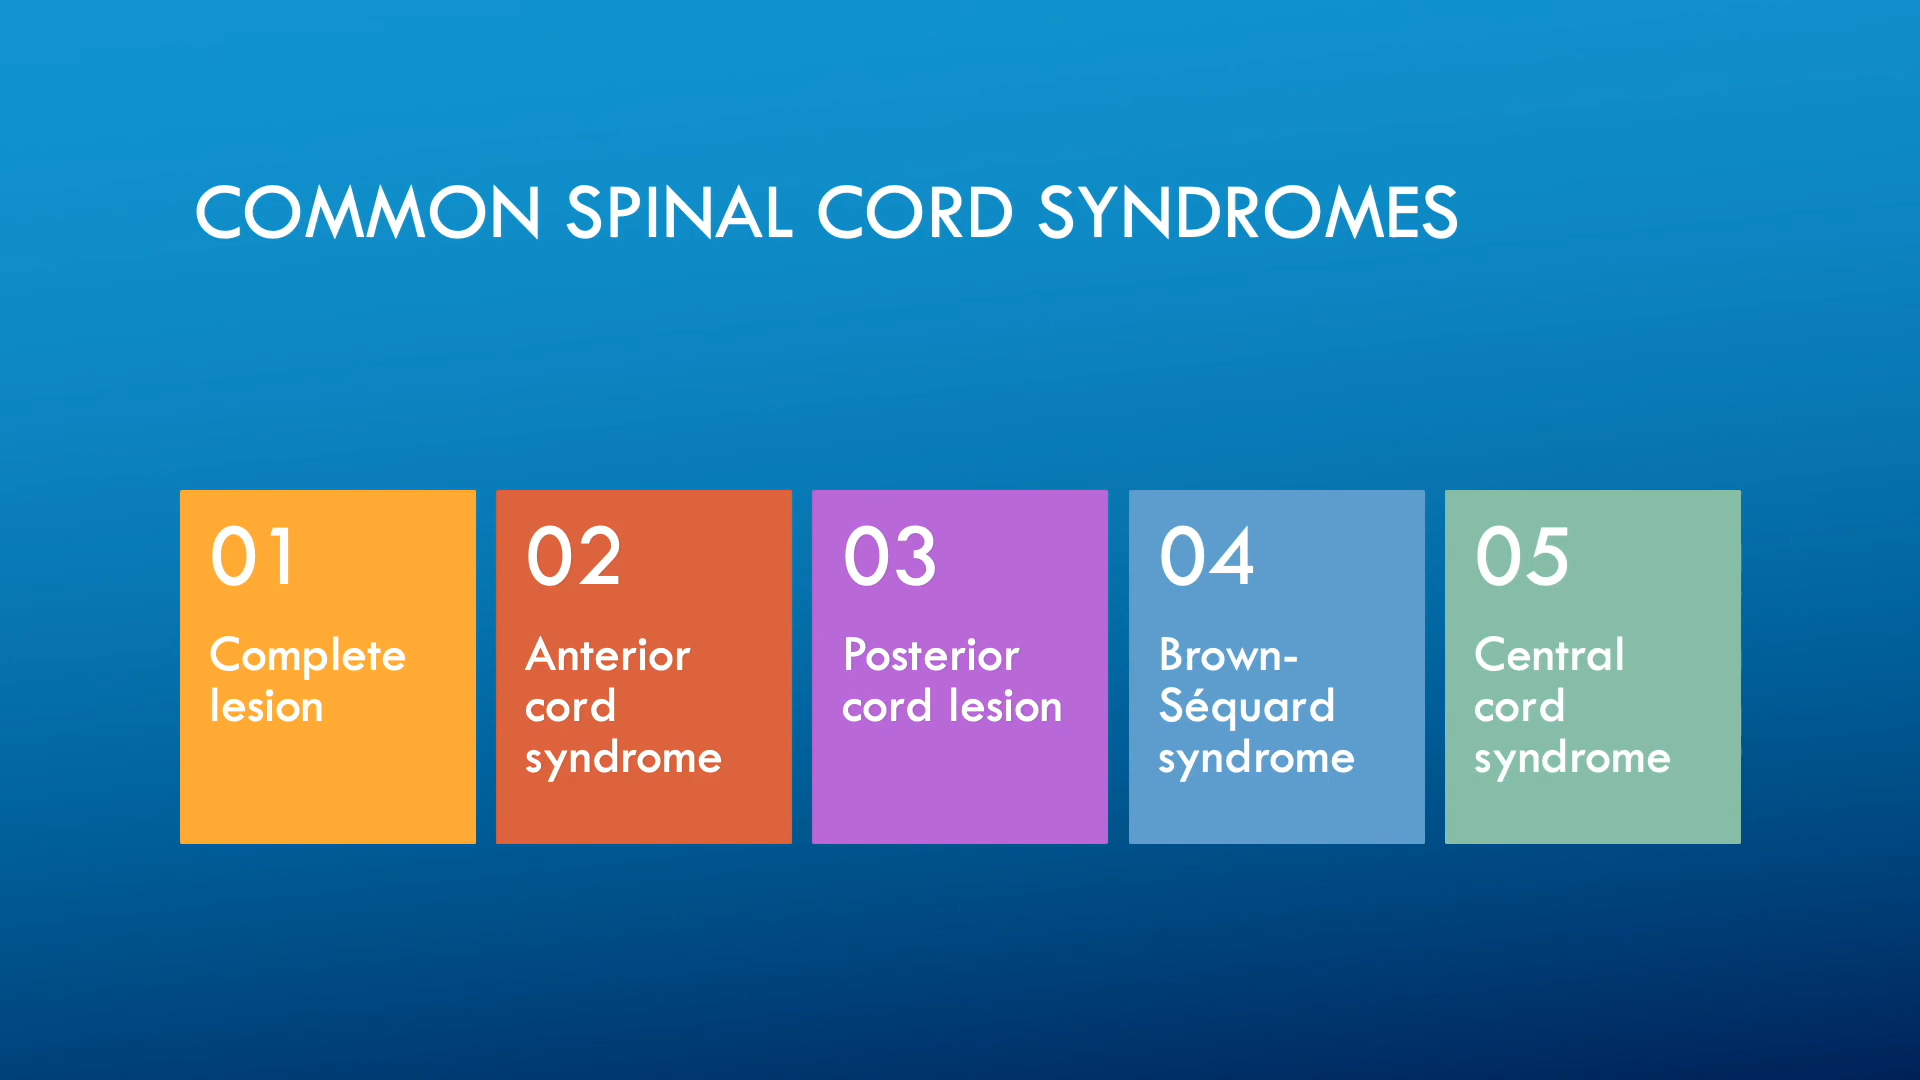 COMMON SPINAL CORD SYNDROMES
01
Complete
lesion
02
Anterior
cord
syndrome
03
Posterior
cord lesion
04
Brown-
Séquard
syndrome
05
Central
cord
syndrome